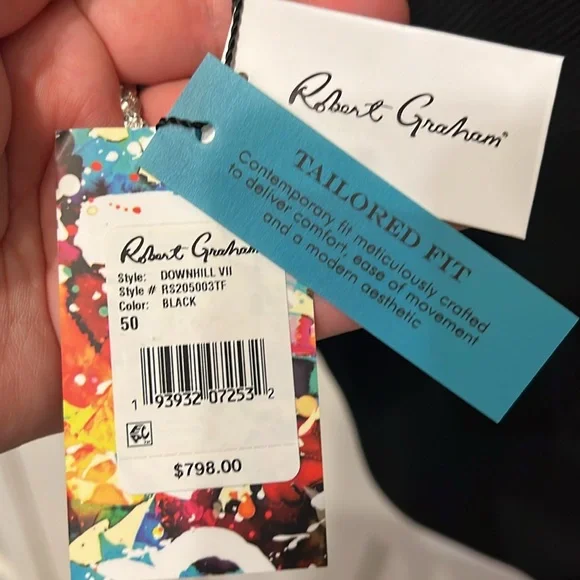 Robert Graham®
TAILORED FIT
Contemporary fit meticulously crafted
to deliver comfort, ease of movement
and a modern aesthetic
Robert Graham
Style: DOWNHILL VII
Style # RS205003TF
Color: BLACK
50
1 93932 07253 2
$798.00